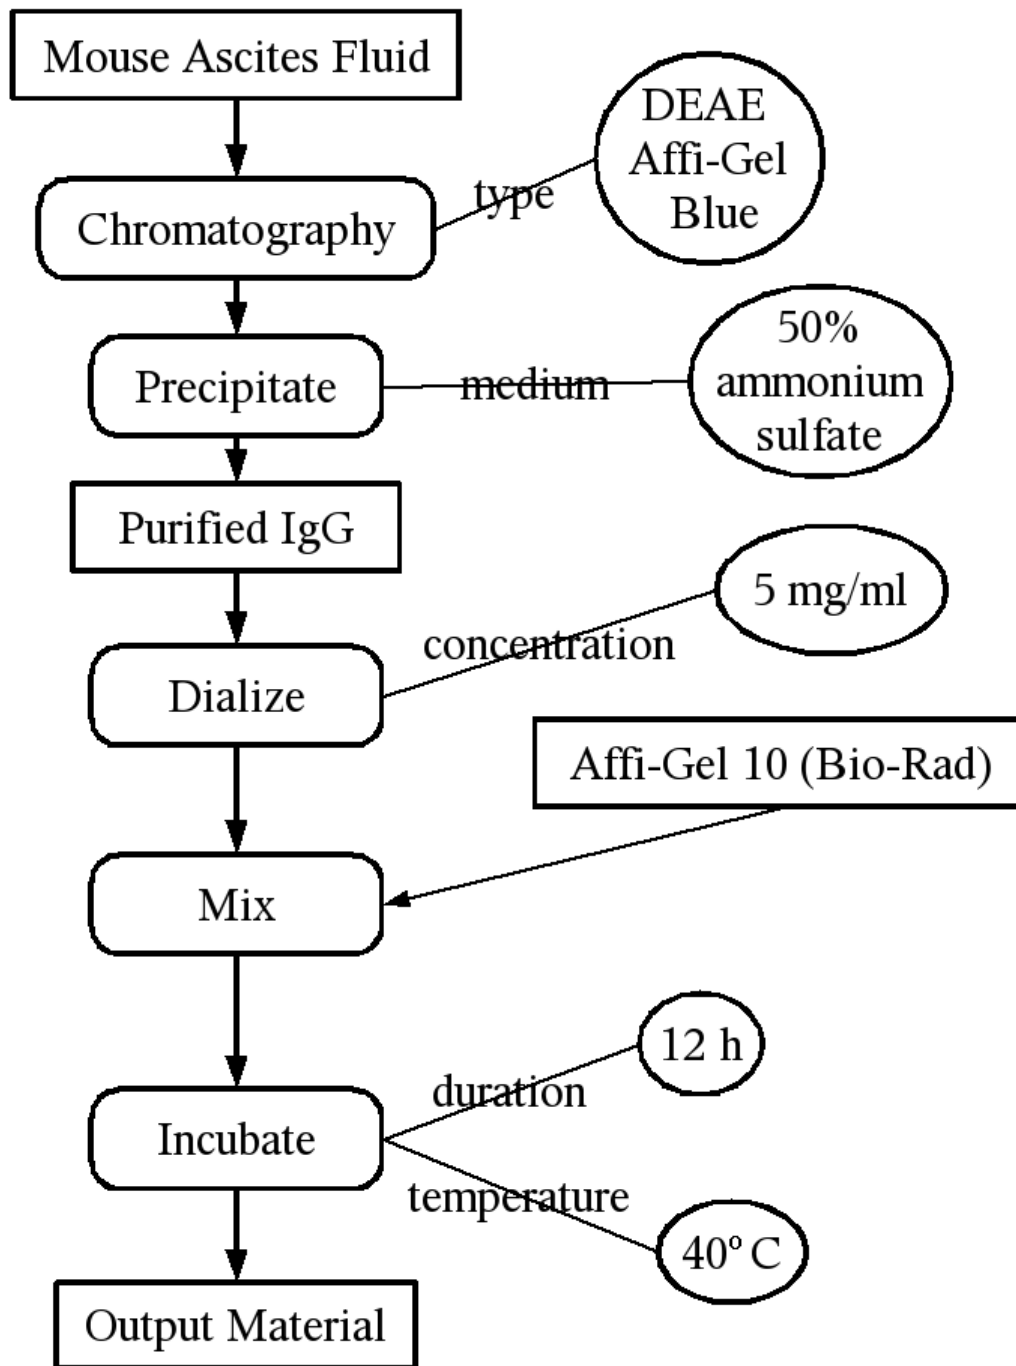 Mouse Ascites Fluid
DEAE
Affi-Gel
Blue
type
Chromatography
50%
ammonium
sulfate
medium
Precipitate
Purified IgG
5 mg/ml
concentration
Dialize
Affi-Gel 10 (Bio-Rad)
Mix
12 h
duration
Incubate
temperature
40º C
Output Material